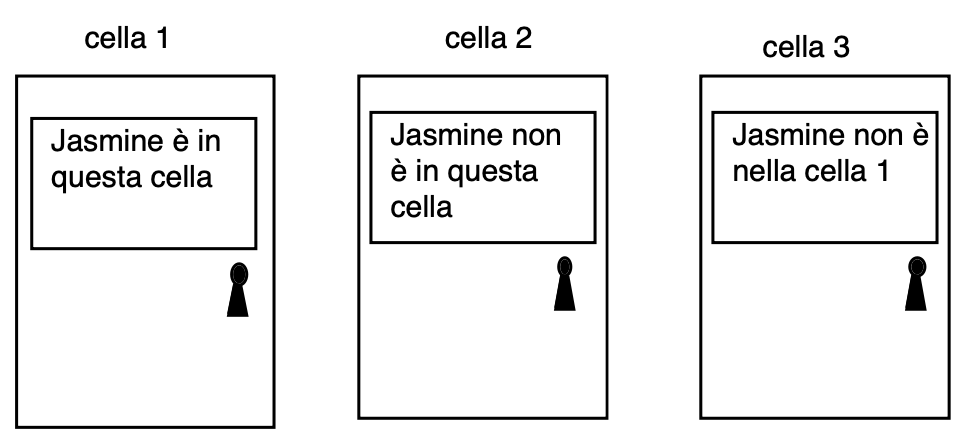 cella 1
cella 2
cella 3
Jasmine è in
questa cella
Jasmine non
è in questa
cella
Jasmine non è
nella cella 1